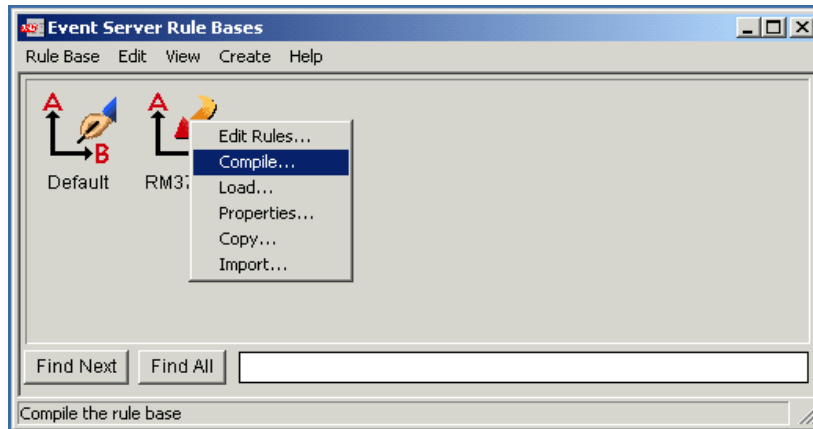 Event Server Rule Bases
Rule Base Edit View Create Help
A
B
Default
A
RM37
Edit Rules...
Compile...
Load...
Properties...
Copy...
Import...
Find Next Find All
Compile the rule base